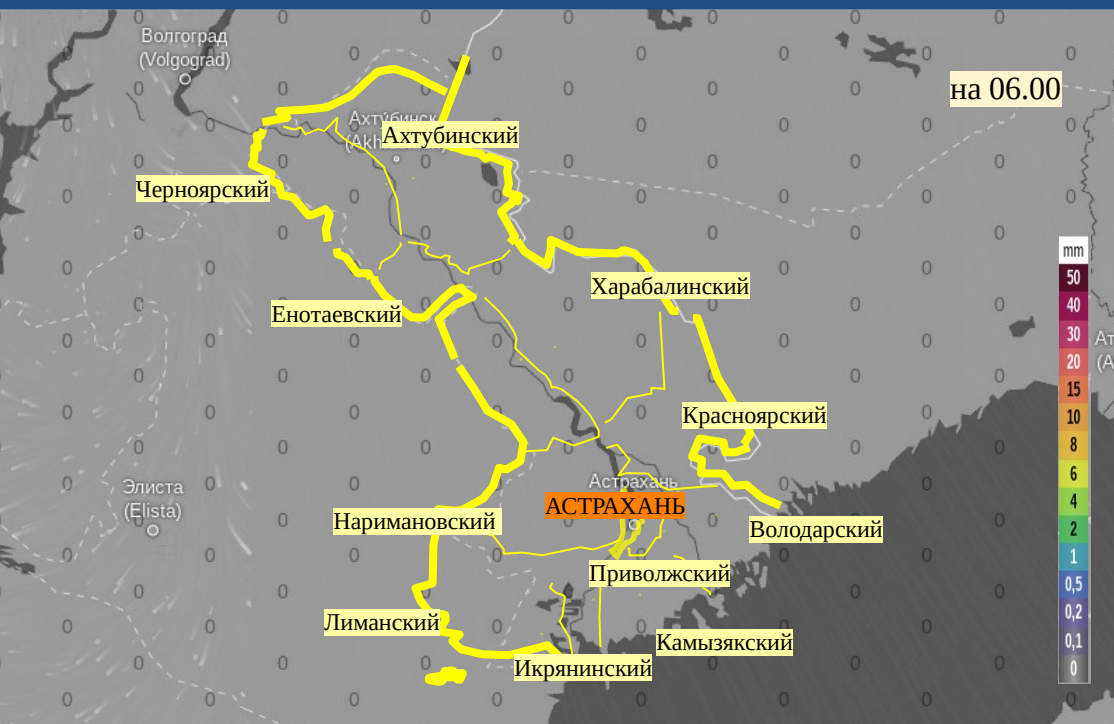 Волгоград
(Volgograd)
на 06.00
Ахтубинск
(Akh
Ахтубинский
Черноярский
mm
50
40
30
20
15
10
8
6
4
2
1
0,5
0,2
0,1
0
Харабалинский
Енотаевский
Ат
(A
Красноярский
Элиста
(Elista)
Астрахань
АСТРАХАНЬ
Наримановский
Володарский
Приволжский
Лиманский
Камызякский
Икрянинский